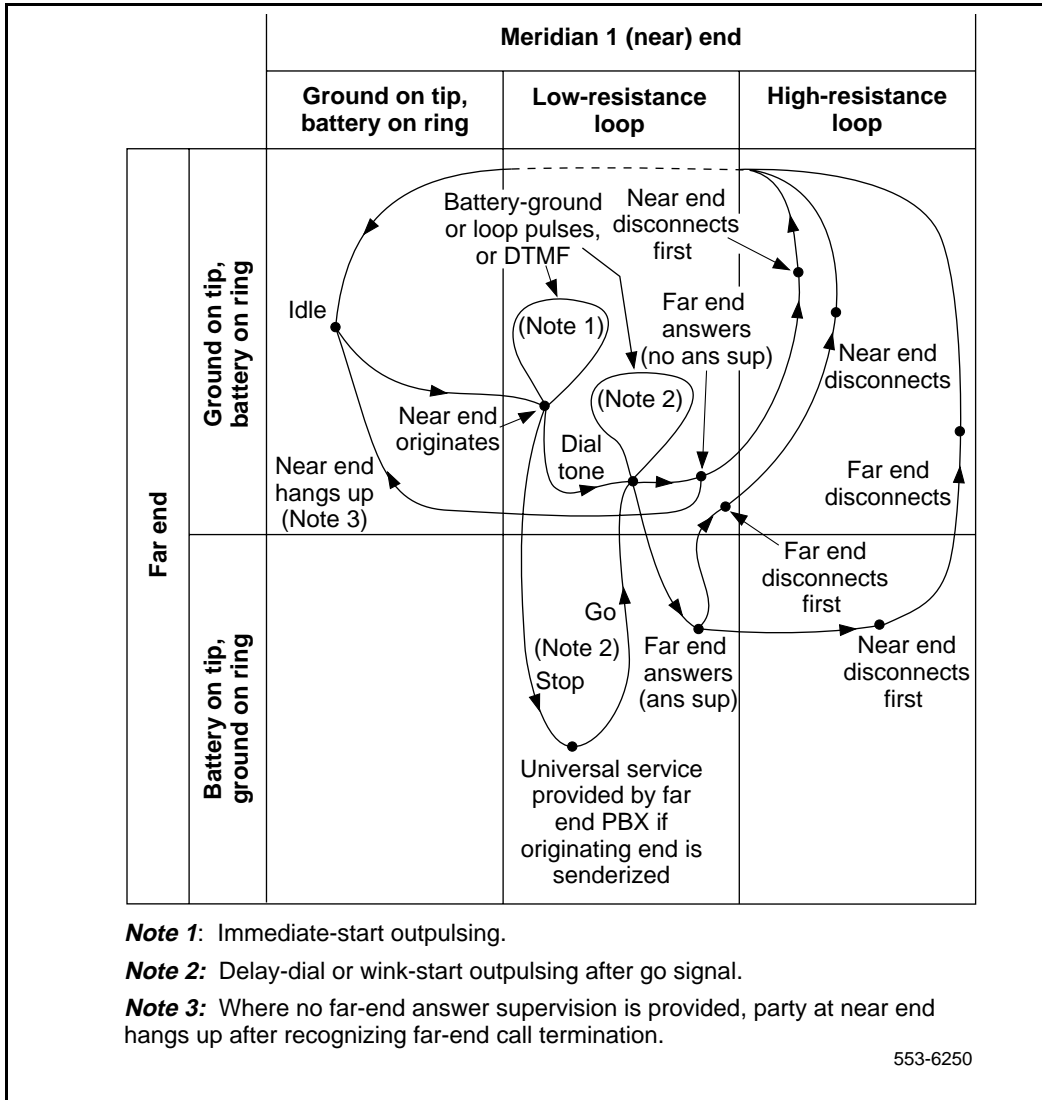 Meridian 1 (near) end
Ground on tip,
battery on ring
Low-resistance
loop
High-resistance
loop
Far end
Ground on tip,
battery on ring
Battery on tip,
ground on ring
Idle
Battery-ground
or loop pulses,
or DTMF
Near end
disconnects
first
(Note 1)
Far end
answers
(no ans sup)
(Note 2)
Near end
disconnects
Near end
originates
Dial
tone
Near end
hangs up
(Note 3)
Far end
disconnects
Far end
disconnects
first
Go
(Note 2)
Stop
Far end
answers
(ans sup)
Near end
disconnects
first
Universal service
provided by far
end PBX if
originating end is
senderized
Note 1: Immediate-start outpulsing.
Note 2: Delay-dial or wink-start outpulsing after go signal.
Note 3: Where no far-end answer supervision is provided, party at near end
hangs up after recognizing far-end call termination.
553-6250